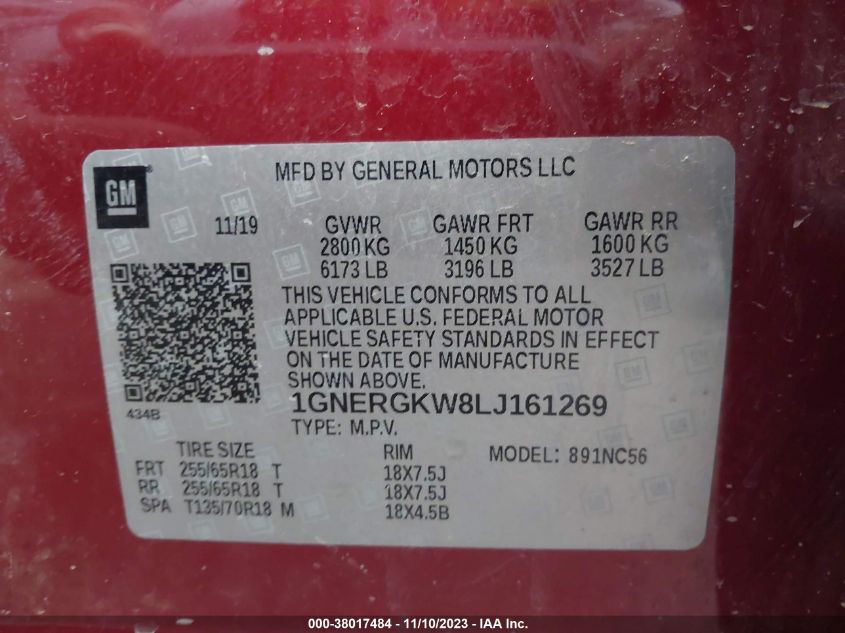 MFD BY GENERAL MOTORS LLC
GM
11/19 GVWR GAWR FRT GAWR RR
2800 KG 1450 KG 1600 KG
6173 LB 3196 LB 3527 LB
THIS VEHICLE CONFORMS TO ALL
APPLICABLE U.S. FEDERAL MOTOR
VEHICLE SAFETY STANDARDS IN EFFECT
ON THE DATE OF MANUFACTURE
SHOWN ABOVE.
434B
1GNERGKW8LJ161269
TYPE: M.P.V.
TIRE SIZE RIM MODEL: 891NC56
FRT 255/65R18 T 18X7.5J
RR 255/65R18 T 18X7.5J
SPA T135/70R18 M 18X4.5B
000-38017484 - 11/10/2023 - IAA Inc.